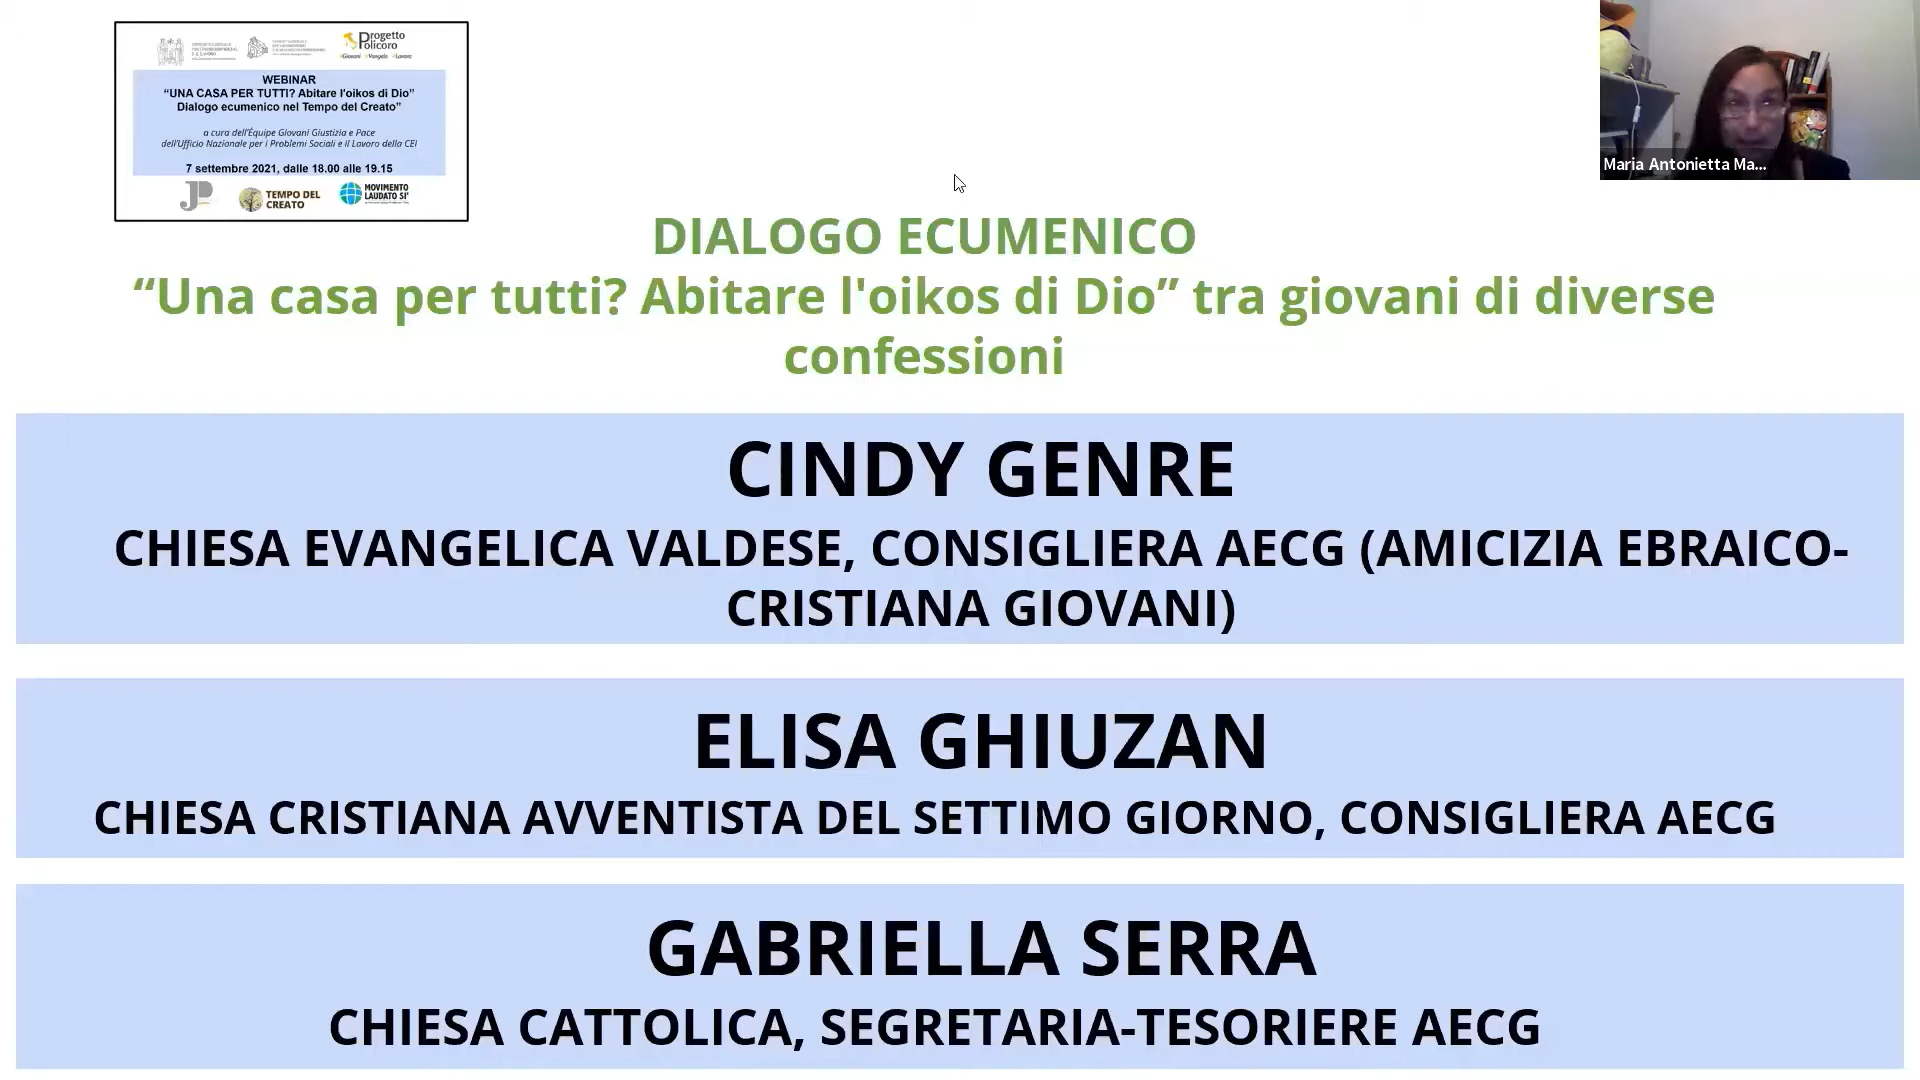 Progetto
Policoro
Giovani Vangelo Lavoro
WEBINAR
“UNA CASA PER TUTTI? Abitare l'oikos di Dio”
Dialogo ecumenico nel Tempo del Creato”
a cura dell'Équipe Giovani Giustizia e Pace
dell'Ufficio Nazionale per i Problemi Sociali e il Lavoro della CEI
7 settembre 2021, dalle 18.00 alle 19.15
JP
TEMPO DEL
CREATO
MOVIMENTO
LAUDATO SI'
Maria Antonietta Ma...
DIALOGO ECUMENICO
“Una casa per tutti? Abitare l'oikos di Dio” tra giovani di diverse
confessioni
CINDY GENRE
CHIESA EVANGELICA VALDESE, CONSIGLIERA AECG (AMICIZIA EBRAICO-
CRISTIANA GIOVANI)
ELISA GHIUZAN
CHIESA CRISTIANA AVVENTISTA DEL SETTIMO GIORNO, CONSIGLIERA AECG
GABRIELLA SERRA
CHIESA CATTOLICA, SEGRETARIA-TESORIERE AECG